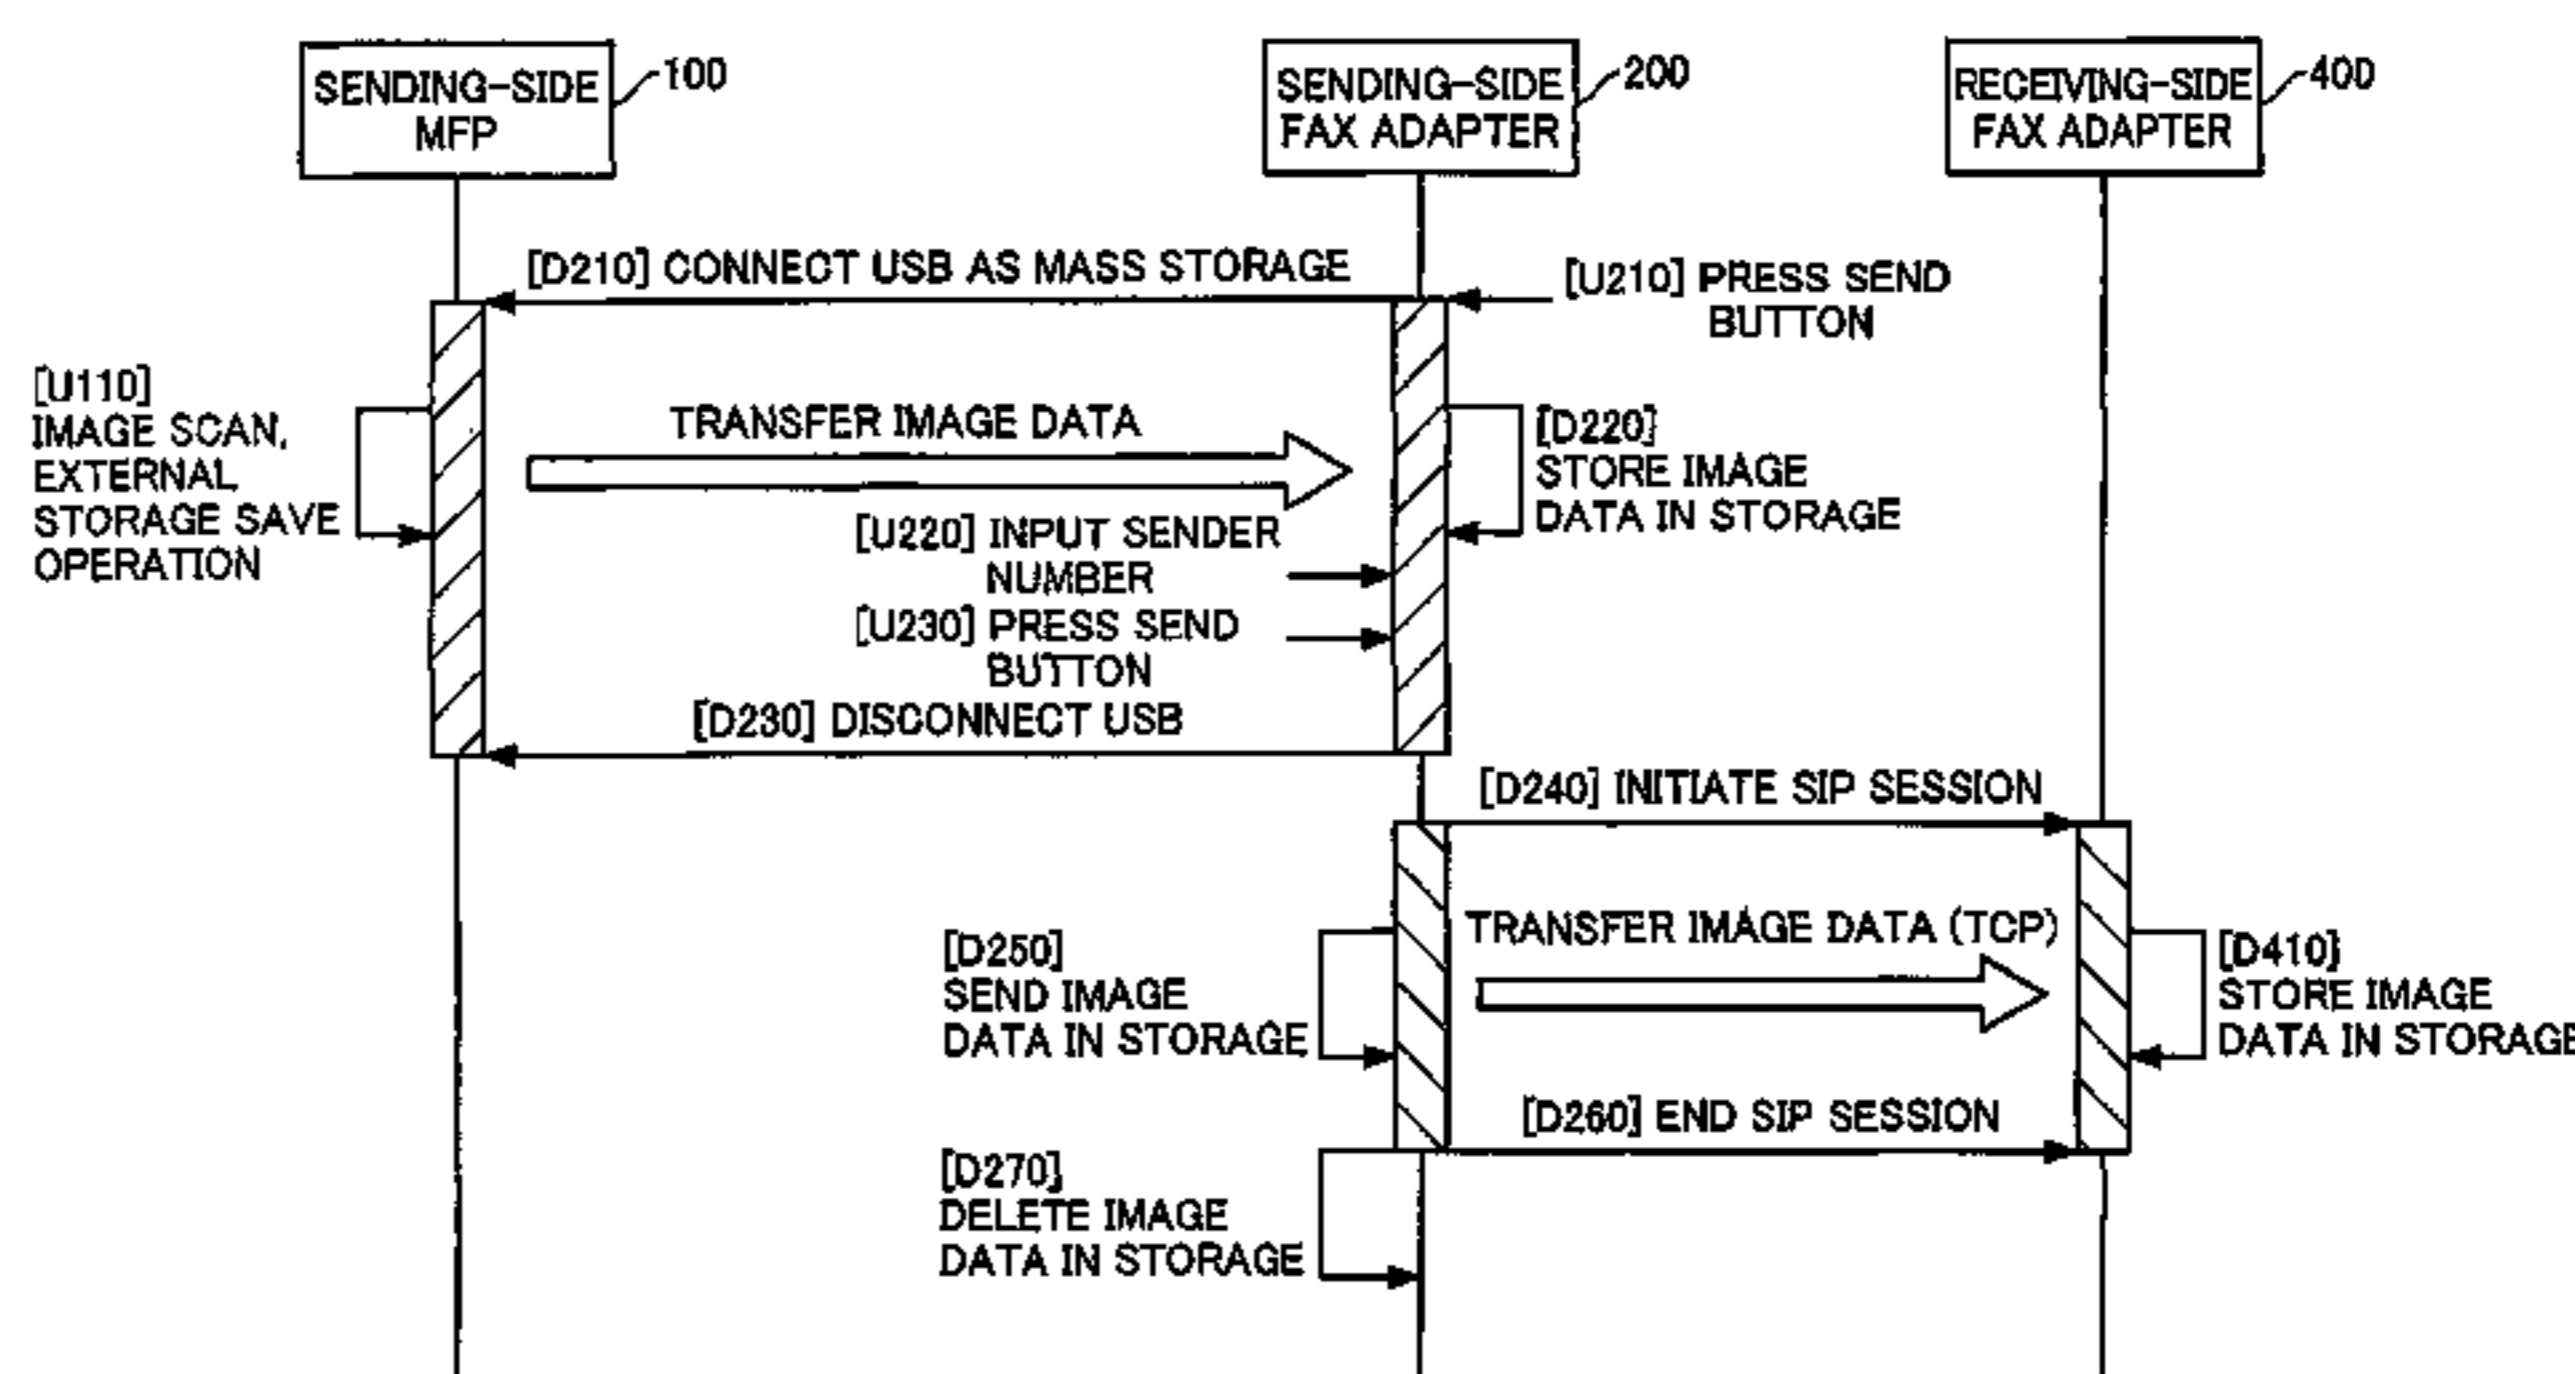 SENDING-SIDE
MFP
100
SENDING-SIDE
FAX ADAPTER
200
RECEIVING-SIDE
FAX ADAPTER
400
[D210] CONNECT USB AS MASS STORAGE
[U210] PRESS SEND
BUTTON
[U110]
IMAGE SCAN,
EXTERNAL
STORAGE SAVE
OPERATION
TRANSFER IMAGE DATA
[D220]
STORE IMAGE
DATA IN STORAGE
[U220] INPUT SENDER
NUMBER
[U230] PRESS SEND
BUTTON
[D230] DISCONNECT USB
[D240] INITIATE SIP SESSION
[D250]
SEND IMAGE
DATA IN STORAGE
TRANSFER IMAGE DATA (TCP)
[D410]
STORE IMAGE
DATA IN STORAGE
[D260] END SIP SESSION
[D270]
DELETE IMAGE
DATA IN STORAGE